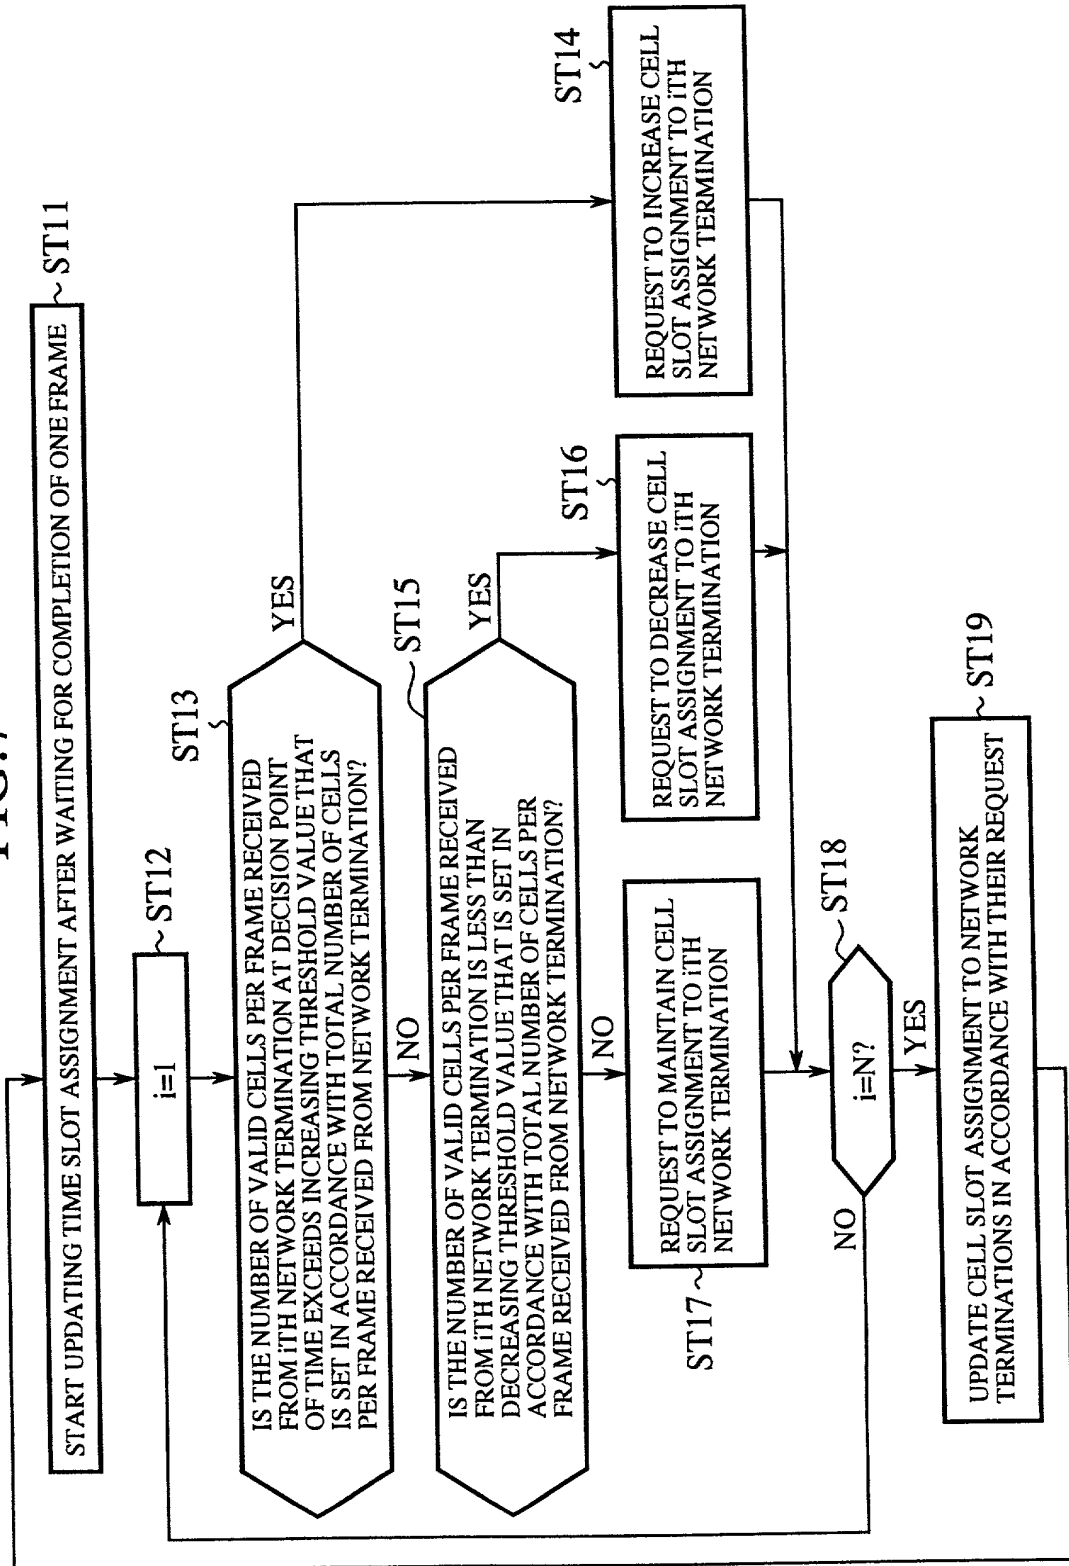 START UPDATING TIME SLOT ASSIGNMENT AFTER WAITING FOR COMPLETION OF ONE FRAME
ST11
i=1
ST12
ST13
IS THE NUMBER OF VALID CELLS PER FRAME RECEIVED
FROM iTH NETWORK TERMINATION AT DECISION POINT
OF TIME EXCEEDS INCREASING THRESHOLD VALUE THAT
IS SET IN ACCORDANCE WITH TOTAL NUMBER OF CELLS
PER FRAME RECEIVED FROM NETWORK TERMINATION?
YES
NO
ST15
IS THE NUMBER OF VALID CELLS PER FRAME RECEIVED
FROM iTH NETWORK TERMINATION IS LESS THAN
DECREASING THRESHOLD VALUE THAT IS SET IN
ACCORDANCE WITH TOTAL NUMBER OF CELLS PER
FRAME RECEIVED FROM NETWORK TERMINATION?
YES
NO
ST17
REQUEST TO MAINTAIN CELL
SLOT ASSIGNMENT TO iTH
NETWORK TERMINATION
ST16
REQUEST TO DECREASE CELL
SLOT ASSIGNMENT TO iTH
NETWORK TERMINATION
ST14
REQUEST TO INCREASE CELL
SLOT ASSIGNMENT TO iTH
NETWORK TERMINATION
ST18
i=N?
NO
YES
ST19
UPDATE CELL SLOT ASSIGNMENT TO NETWORK
TERMINATIONS IN ACCORDANCE WITH THEIR REQUEST